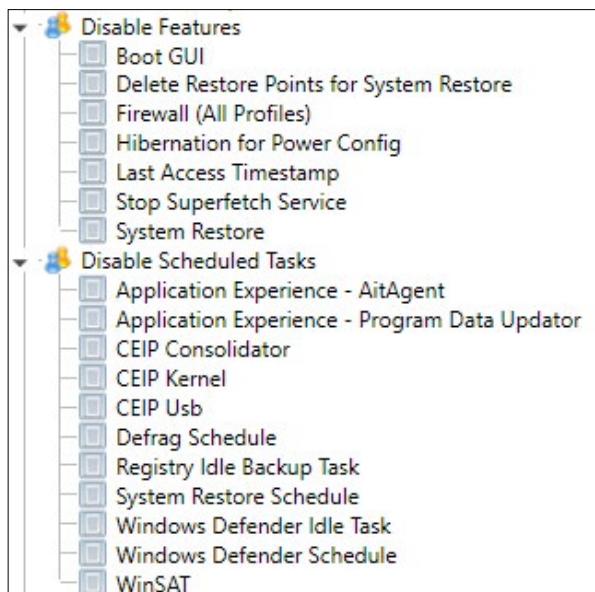 Disable Features
Boot GUI
Delete Restore Points for System Restore
Firewall (All Profiles)
Hibernation for Power Config
Last Access Timestamp
Stop Superfetch Service
System Restore
Disable Scheduled Tasks
Application Experience - AitAgent
Application Experience - Program Data Updator
CEIP Consolidator
CEIP Kernel
CEIP Usb
Defrag Schedule
Registry Idle Backup Task
System Restore Schedule
Windows Defender Idle Task
Windows Defender Schedule
WinSAT